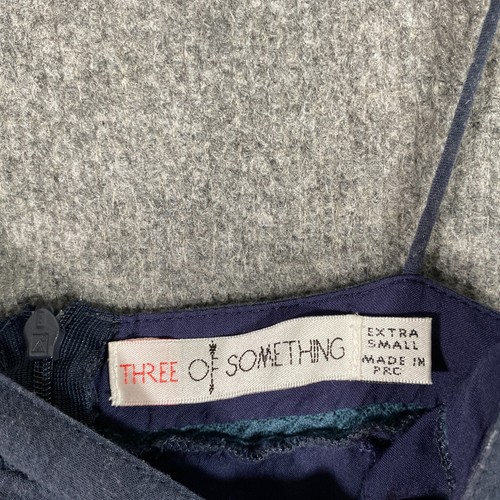 THREE OF SOMETHING
EXTRA
SMALL
MADE IN
PRC